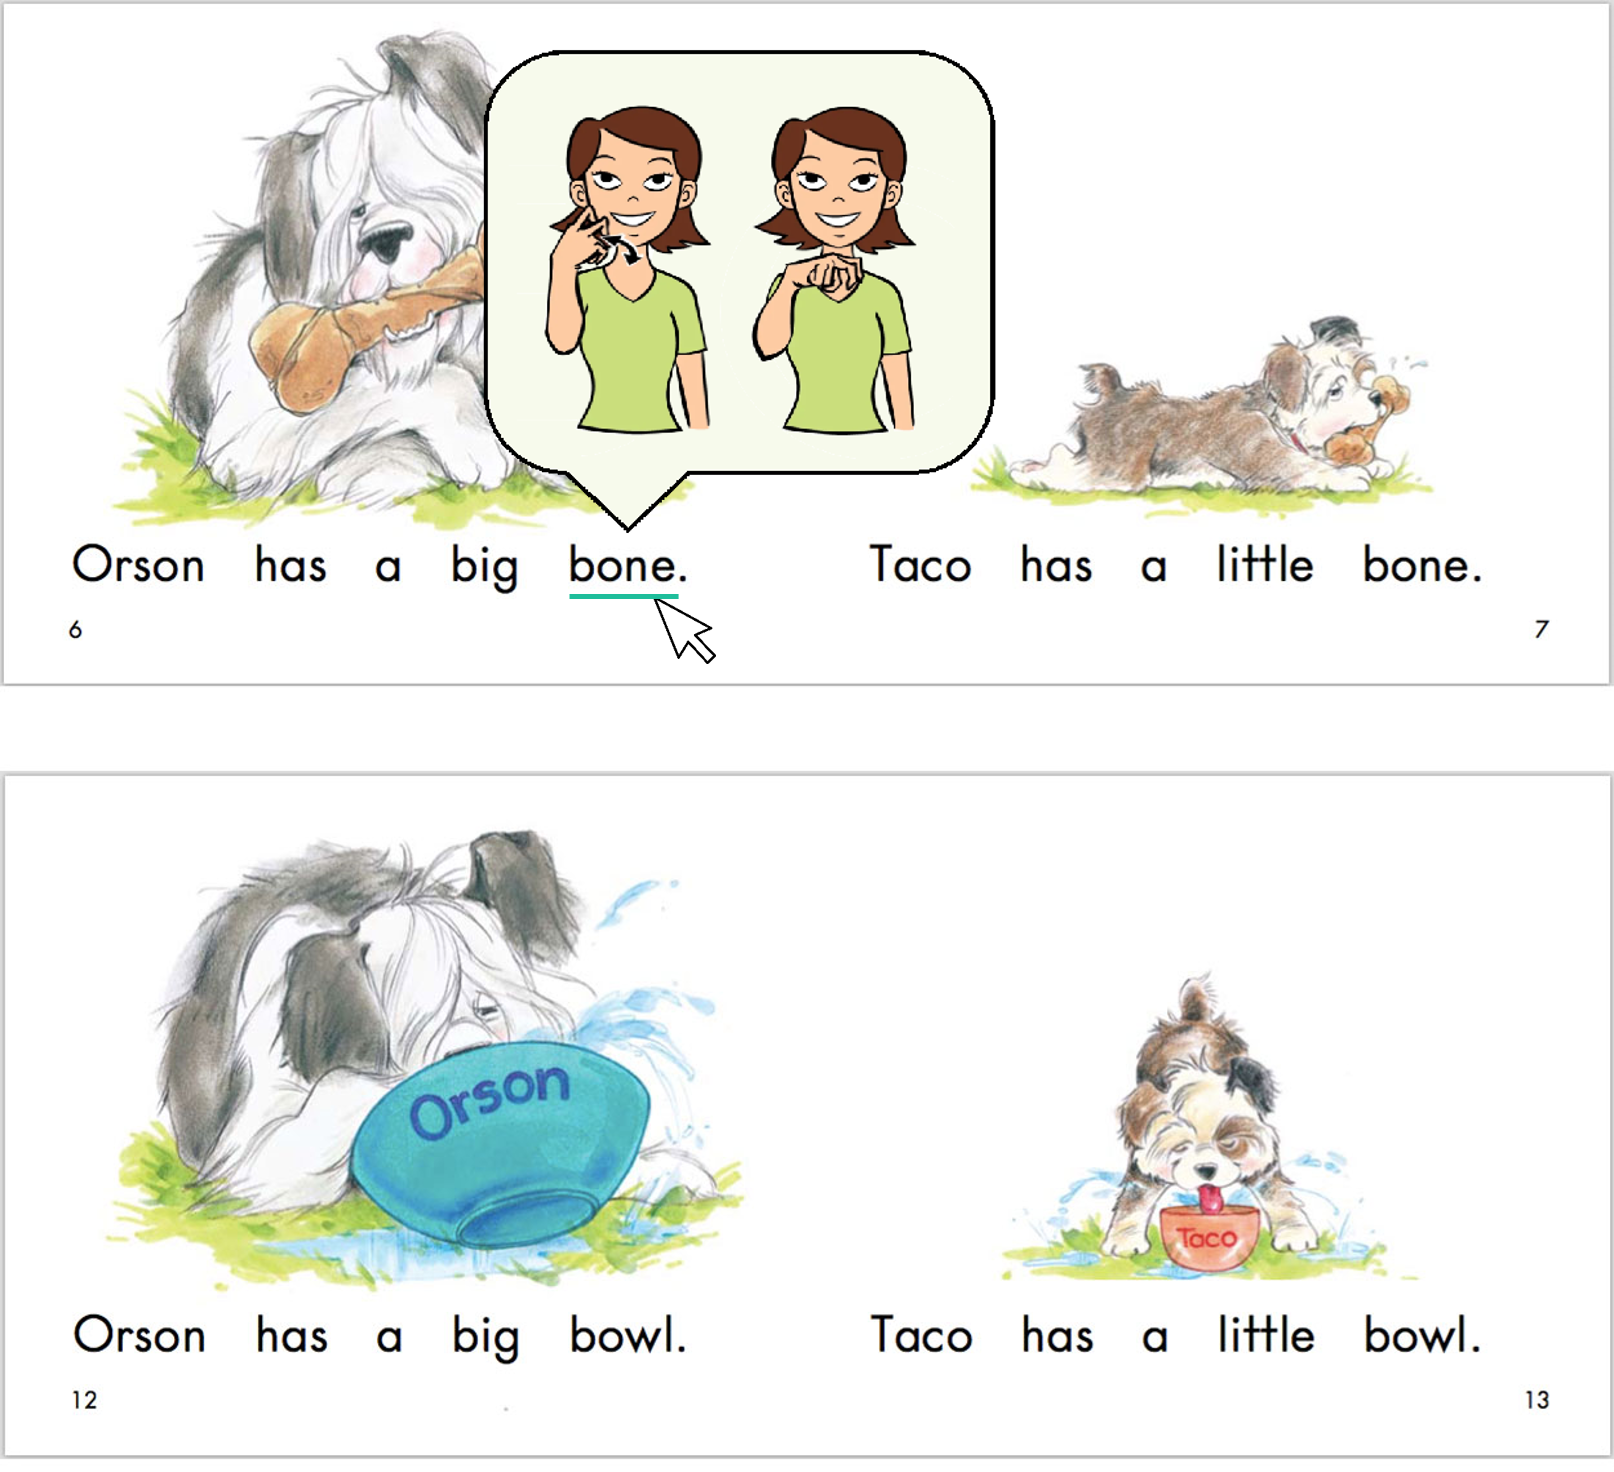 Orson has a big bone.
6
Taco has a little bone.
7
Orson
Orson has a big bowl.
12
Taco
Taco has a little bowl.
13